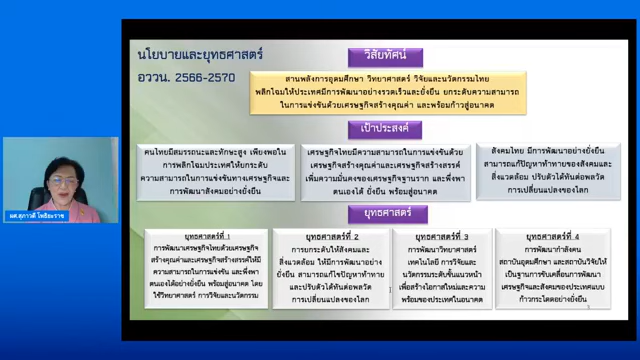 นโยบายและยุทธศาสตร์
อววน. 2566-2570
วิสัยทัศน์
สานพลังการอุดมศึกษา วิทยาศาสตร์ วิจัยและนวัตกรรมไทย
พลิกโฉมให้ประเทศมีการพัฒนาอย่างรวดเร็วและยั่งยืน ยกระดับความสามารถ
ในการแข่งขันด้วยเศรษฐกิจสร้างคุณค่า และพร้อมก้าวสู่อนาคต
เป้าประสงค์
คนไทยมีสมรรถนะและทักษะสูง เพียงพอใน
การพลิกโฉมประเทศให้ยกระดับ
ความสามารถในการแข่งขันทางเศรษฐกิจและ
การพัฒนาสังคมอย่างยั่งยืน
เศรษฐกิจไทยมีความสามารถในการแข่งขันด้วย
เศรษฐกิจสร้างคุณค่าและเศรษฐกิจสร้างสรรค์
เพิ่มความมั่นคงของเศรษฐกิจฐานราก และพึ่งพา
ตนเองได้ ยั่งยืน พร้อมสู่อนาคต
สังคมไทย มีการพัฒนาอย่างยั่งยืน
สามารถแก้ปัญหาท้าทายของสังคมและ
สิ่งแวดล้อม ปรับตัวได้ทันต่อพลวัต
การเปลี่ยนแปลงของโลก
ยุทธศาสตร์
ยุทธศาสตร์ที่ 1
การพัฒนาเศรษฐกิจไทยด้วยเศรษฐกิจ
สร้างคุณค่าและเศรษฐกิจสร้างสรรค์ให้มี
ความสามารถในการแข่งขัน และพึ่งพา
ตนเองได้อย่างยั่งยืน พร้อมสู่อนาคต โดย
ใช้วิทยาศาสตร์ การวิจัยและนวัตกรรม
ยุทธศาสตร์ที่ 2
การยกระดับให้สังคมและ
สิ่งแวดล้อม ให้มีการพัฒนาอย่าง
ยั่งยืน สามารถแก้ไขปัญหาท้าทาย
และปรับตัวได้ทันต่อพลวัต
การเปลี่ยนแปลงของโลก
ยุทธศาสตร์ที่ 3
การพัฒนาวิทยาศาสตร์
เทคโนโลยี การวิจัยและ
นวัตกรรมระดับขั้นแนวหน้า
เพื่อสร้างโอกาสใหม่และความ
พร้อมของประเทศในอนาคต
ยุทธศาสตร์ที่ 4
การพัฒนากำลังคน
สถาบันอุดมศึกษา และสถาบันวิจัยให้
เป็นฐานการขับเคลื่อนการพัฒนา
เศรษฐกิจและสังคมของประเทศแบบ
ก้าวกระโดดอย่างยั่งยืน
ผศ.สุภาวดี โพธิยะราช